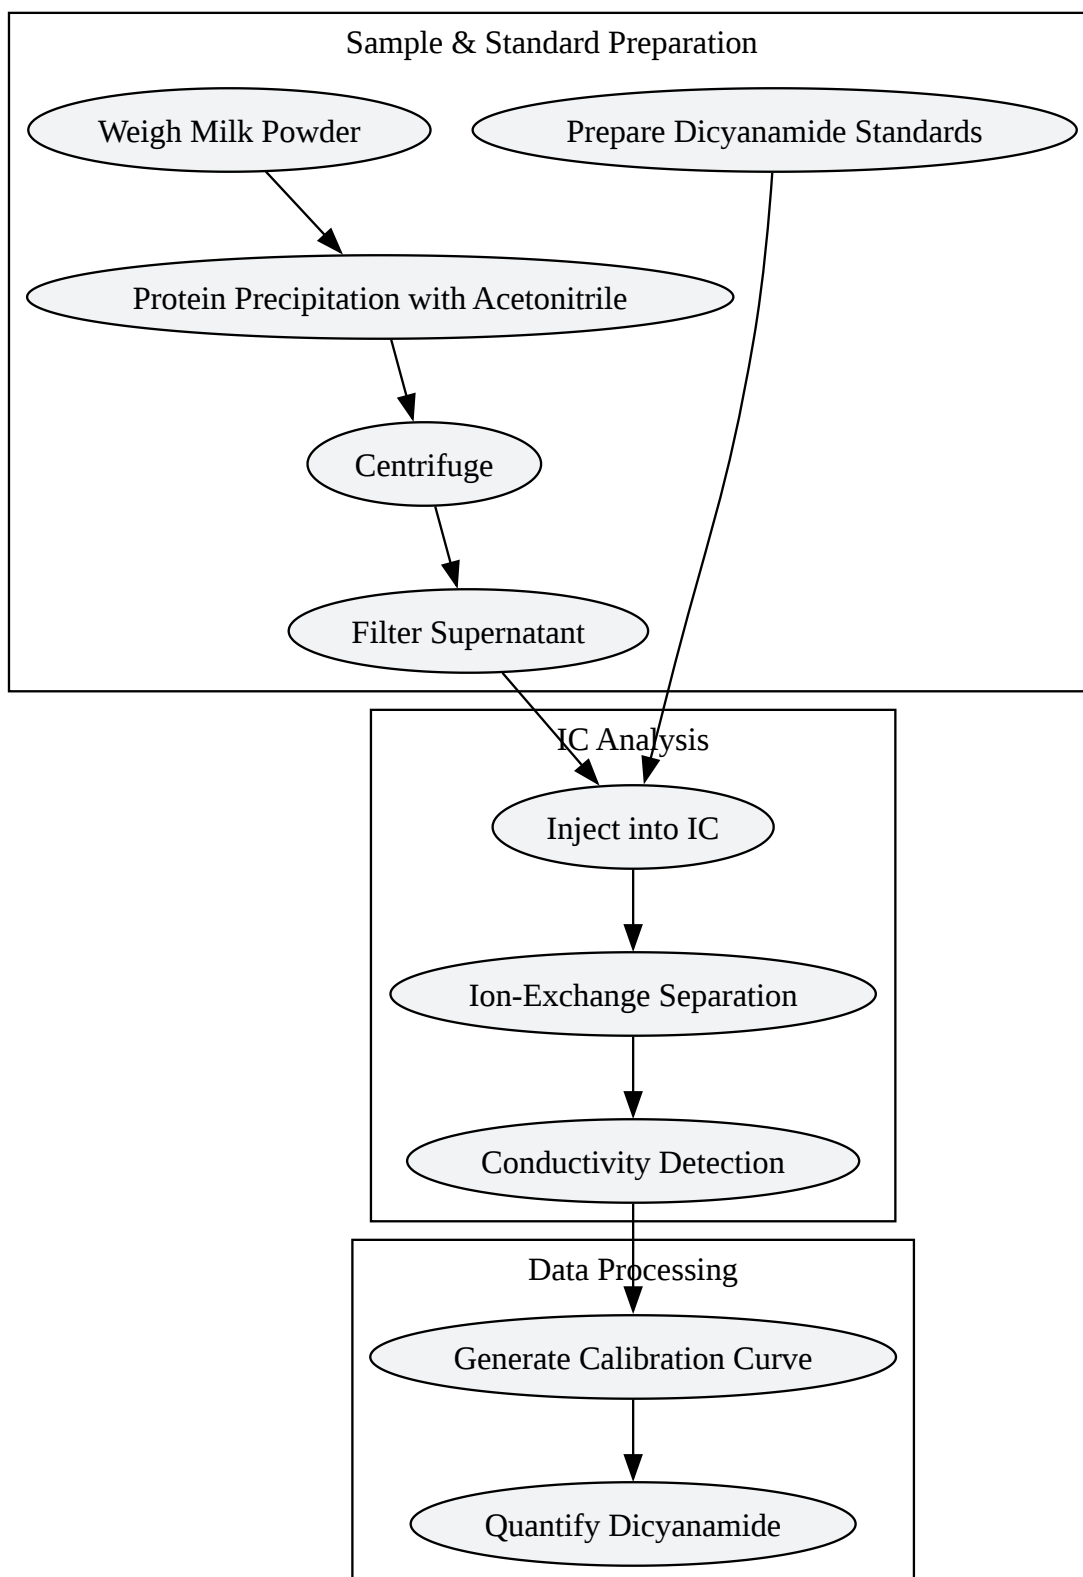 Sample & Standard Preparation
Weigh Milk Powder
Prepare Dicyanamide Standards
Protein Precipitation with Acetonitrile
Centrifuge
Filter Supernatant
IC Analysis
Inject into IC
Ion-Exchange Separation
Conductivity Detection
Data Processing
Generate Calibration Curve
Quantify Dicyanamide